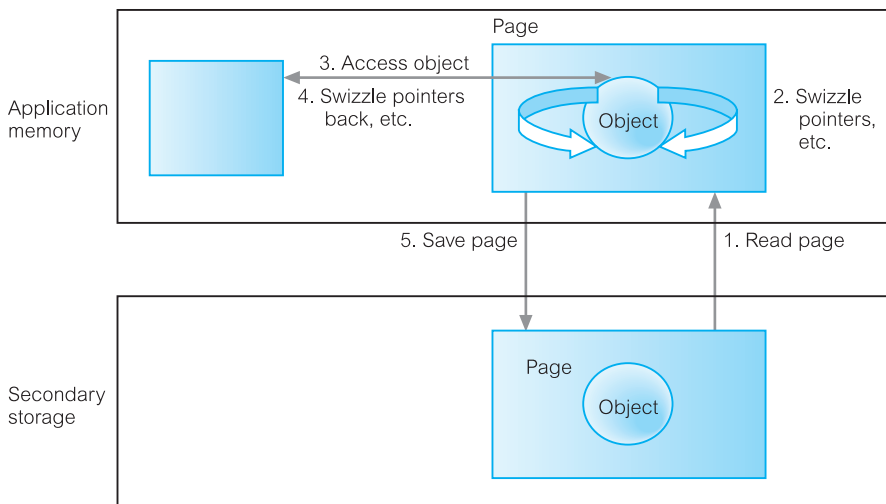 Page
3. Access object
Application
memory
4. Swizzle pointers
back, etc.
Object
2. Swizzle
pointers,
etc.
5. Save page
1. Read page
Page
Object
Secondary
storage